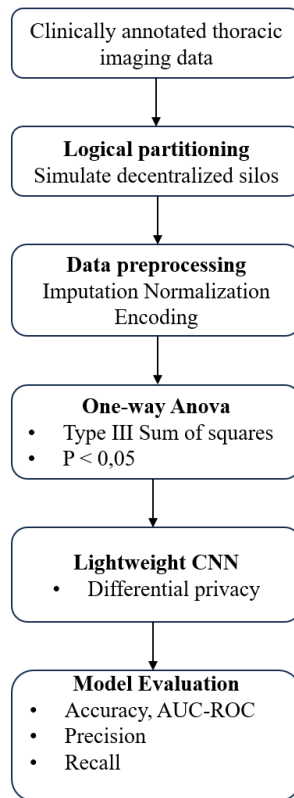 Clinically annotated thoracic
imaging data
Logical partitioning
Simulate decentralized silos
Data preprocessing
Imputation Normalization
Encoding
One-way Anova
• Type III Sum of squares
• P < 0,05
Lightweight CNN
• Differential privacy
Model Evaluation
• Accuracy, AUC-ROC
• Precision
• Recall